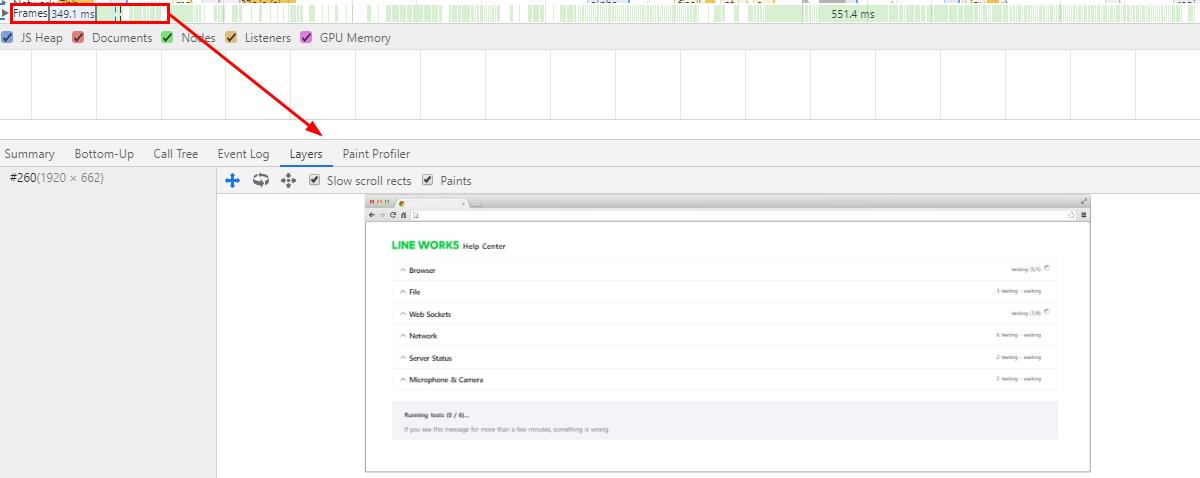 Frames 349.1 ms 551.4 ms
JS Heap Documents Nodes Listeners GPU Memory
Summary Bottom-Up Call Tree Event Log Layers Paint Profiler
#260(1920 × 662)
Slow scroll rects Paints
LINE WORKS Help Center
Browser testing (5/5)
File 3 testing - waiting
Web Sockets testing (7/8)
Network 6 testing - waiting
Server Status 2 testing - waiting
Microphone & Camera 2 testing - waiting
Running tests (0 / 6)...
If you see this message for more than a few minutes, something is wrong.